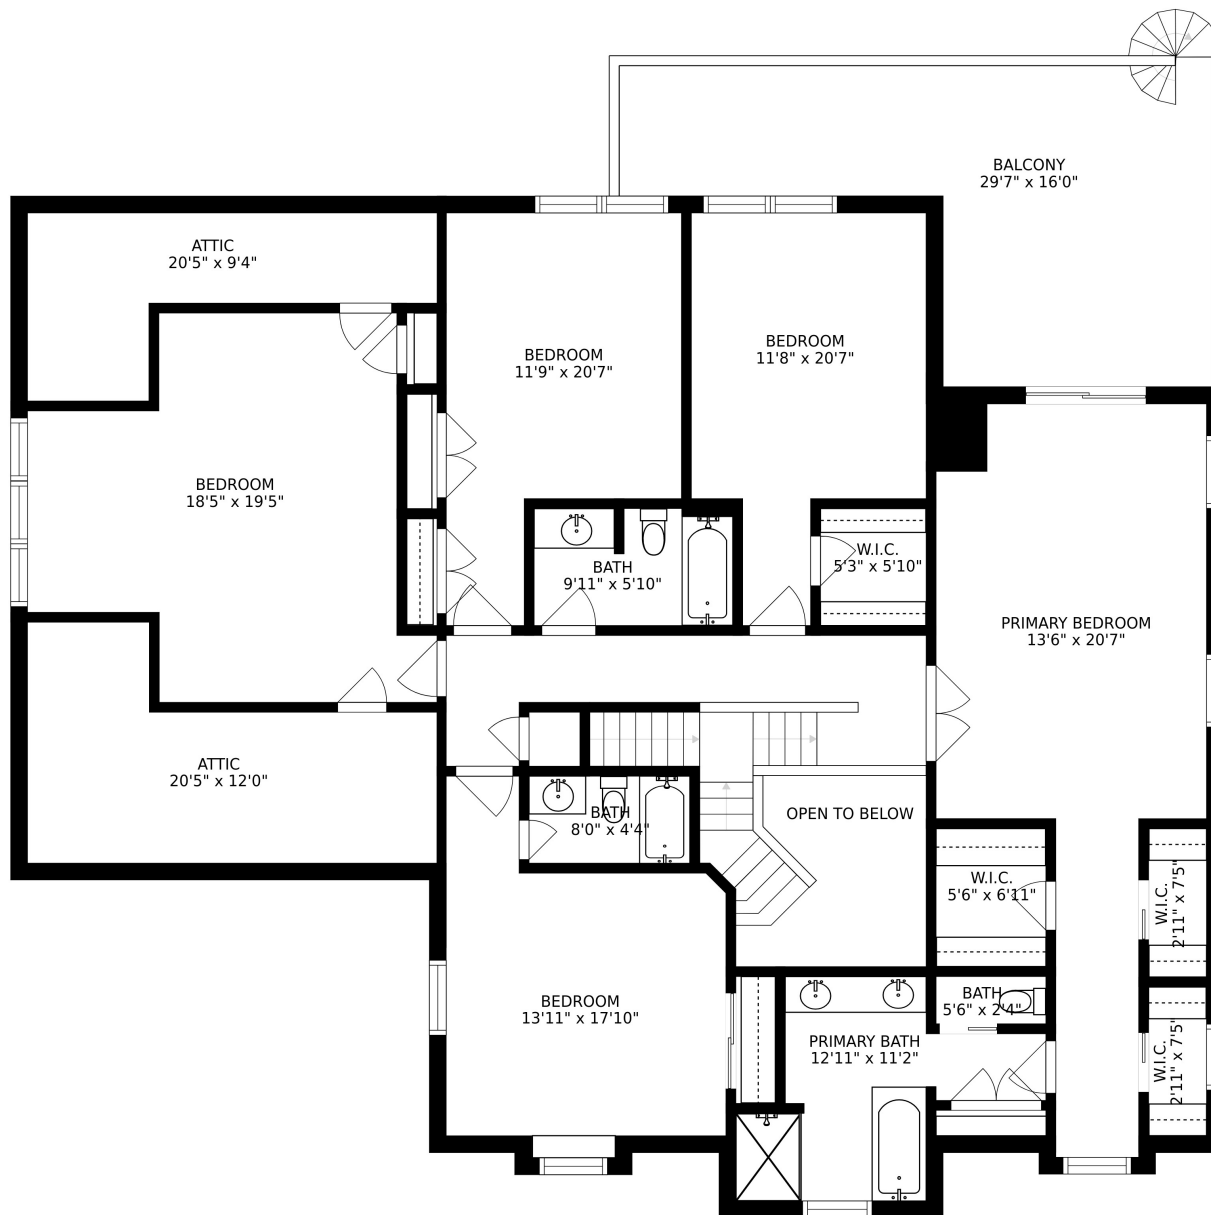 BALCONY
29'7" x 16'0"
ATTIC
20'5" x 9'4"
BEDROOM
11'9" x 20'7"
BEDROOM
11'8" x 20'7"
BEDROOM
18'5" x 19'5"
BATH
9'11" x 5'10"
W.I.C.
5'3" x 5'10"
PRIMARY BEDROOM
13'6" x 20'7"
ATTIC
20'5" x 12'0"
BATH
8'0" x 4'4"
OPEN TO BELOW
W.I.C.
5'6" x 6'11"
W.I.C.
2'11" x 7'5"
BEDROOM
13'11" x 17'10"
BATH
5'6" x 2'4"
PRIMARY BATH
12'11" x 11'2"
W.I.C.
2'11" x 7'5"